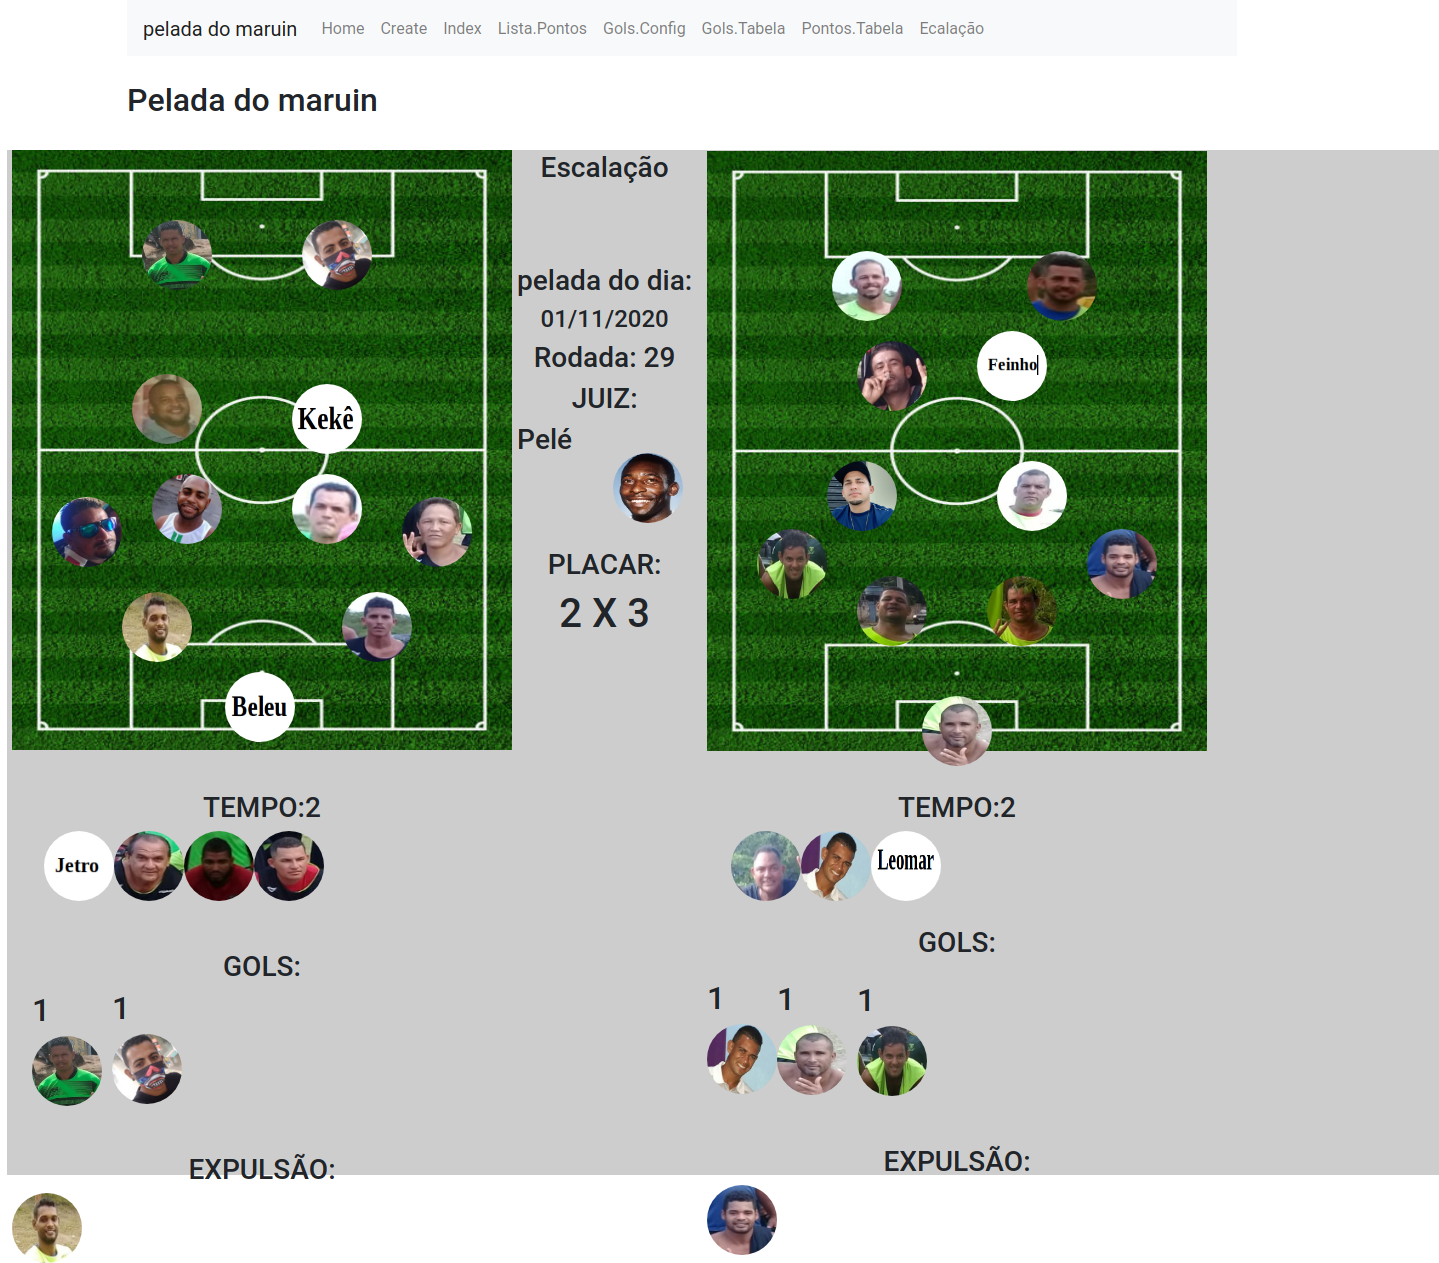 pelada do maruin Home Create Index Lista.Pontos Gols.Config Gols.Tabela Pontos.Tabela Ecalação
Pelada do maruin
Escalação
pelada do dia:
01/11/2020
Rodada: 29
JUIZ:
Pelé
PLACAR:
2 X 3
Kekê
Beleu
Feinho
TEMPO:2
Jetro
GOLS:
1 1
EXPULSÃO:
TEMPO:2
Leomar
GOLS:
1 1 1
EXPULSÃO: